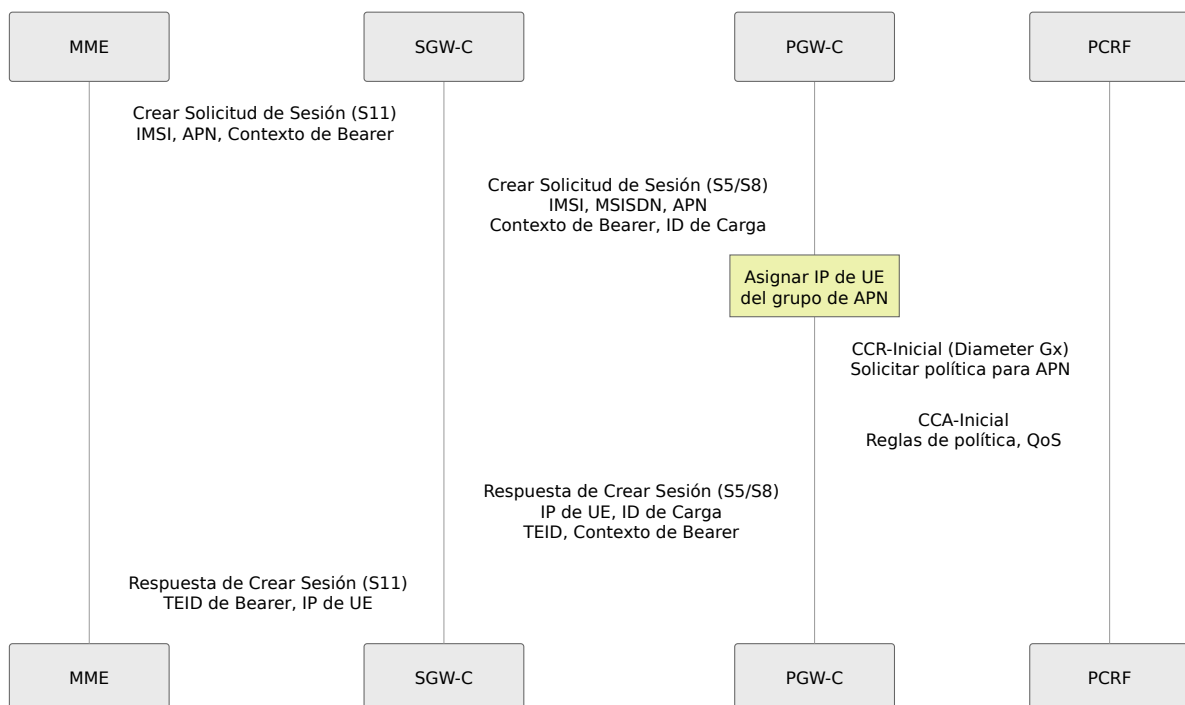 MME
SGW-C
PGW-C
PCRF
Crear Solicitud de Sesión (S11)
IMSI, APN, Contexto de Bearer
Crear Solicitud de Sesión (S5/S8)
IMSI, MSISDN, APN
Contexto de Bearer, ID de Carga
Asignar IP de UE
del grupo de APN
CCR-Inicial (Diameter Gx)
Solicitar política para APN
CCA-Inicial
Reglas de política, QoS
Respuesta de Crear Sesión (S5/S8)
IP de UE, ID de Carga
TEID, Contexto de Bearer
Respuesta de Crear Sesión (S11)
TEID de Bearer, IP de UE
MME
SGW-C
PGW-C
PCRF